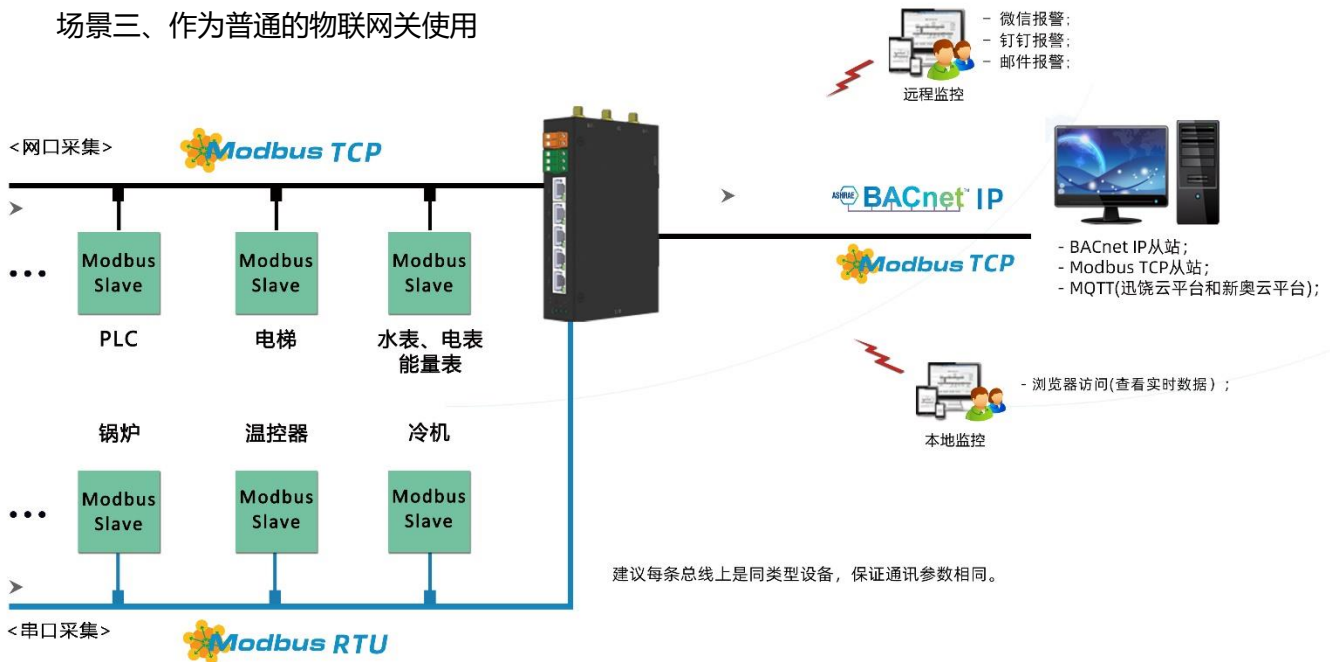 场景三、作为普通的物联网关使用
- 微信报警;
- 钉钉报警;
- 邮件报警;
远程监控
<网口采集>
Modbus TCP
ASHRAE BACnet™ IP
Modbus TCP
- BACnet IP从站;
- Modbus TCP从站;
- MQTT(迅饶云平台和新奥云平台);
Modbus
Slave
Modbus
Slave
Modbus
Slave
PLC
电梯
水表、电表
能量表
- 浏览器访问(查看实时数据）;
本地监控
锅炉
温控器
冷机
Modbus
Slave
Modbus
Slave
Modbus
Slave
建议每条总线上是同类型设备，保证通讯参数相同。
<串口采集>
Modbus RTU